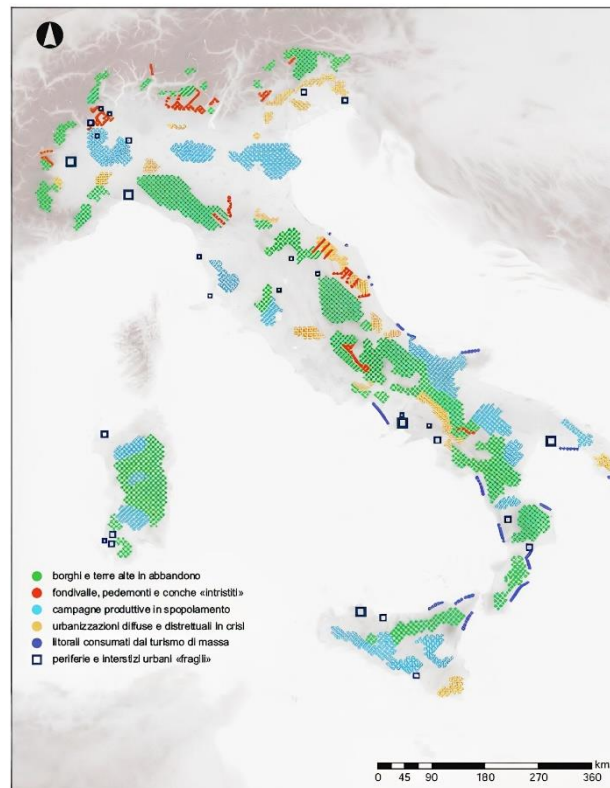 borghi e terre alte in abbandono
fondivalle, pedemonti e conche «intristiti»
campagne produttive in spopolamento
urbanizzazioni diffuse e distrettuali in crisi
litorali consumati dal turismo di massa
periferie e interstizi urbani «fragili»
km
0 45 90 180 270 360